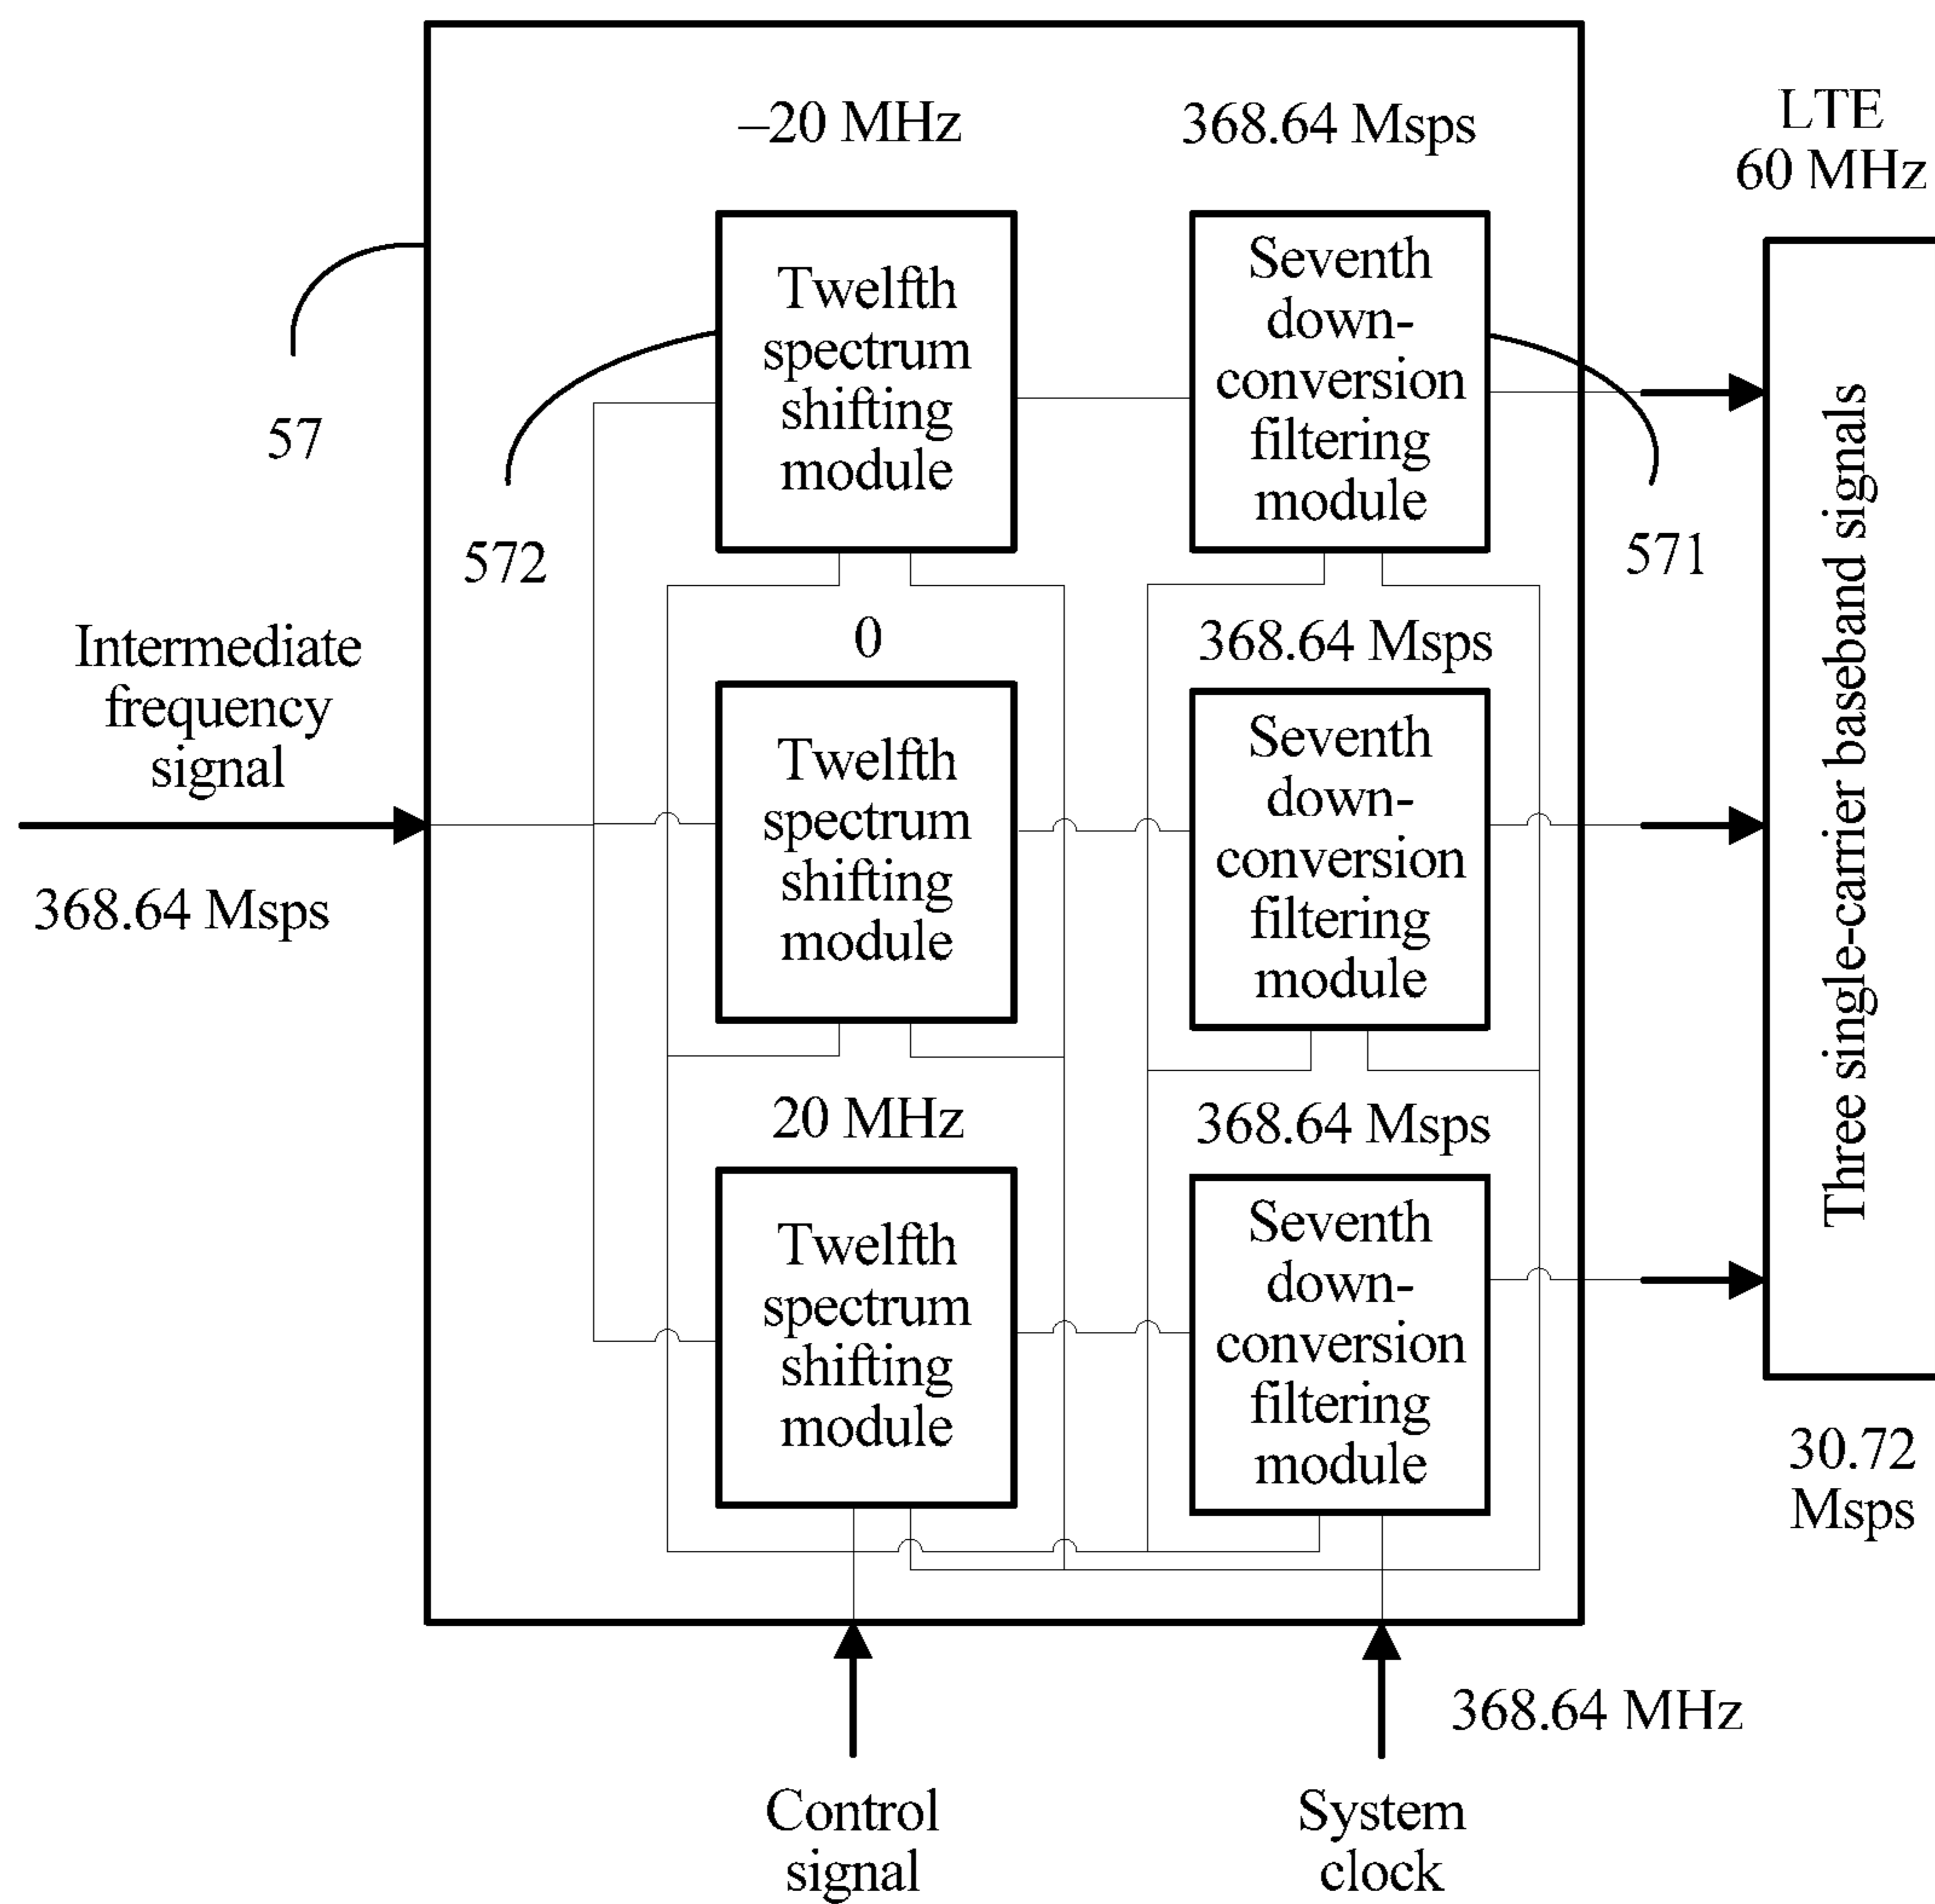 –20 MHz
368.64 Msps
LTE
60 MHz
Twelfth
spectrum
shifting
module
Seventh
down-
conversion
filtering
module
57
572
571
Intermediate
frequency
signal
368.64 Msps
0
368.64 Msps
Twelfth
spectrum
shifting
module
Seventh
down-
conversion
filtering
module
Three single-carrier baseband signals
20 MHz
368.64 Msps
Twelfth
spectrum
shifting
module
Seventh
down-
conversion
filtering
module
30.72
Msps
368.64 MHz
Control
signal
System
clock